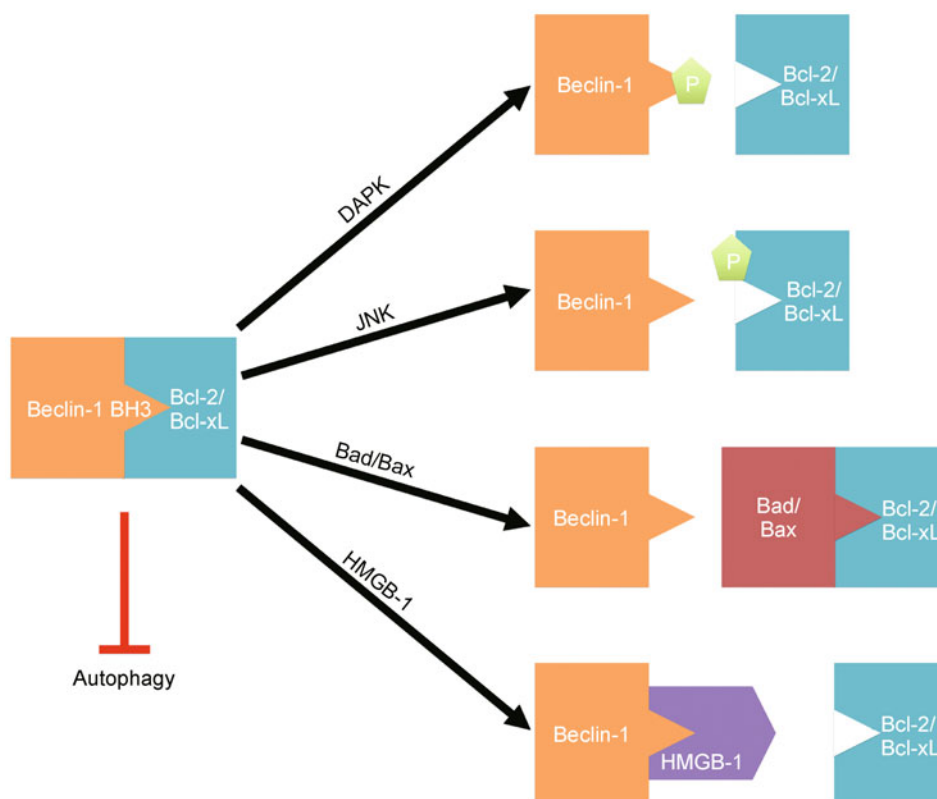 Beclin-1
P
Bcl-2/
Bcl-xL
DAPK
Beclin-1
P
Bcl-2/
Bcl-xL
JNK
Beclin-1 BH3
Bcl-2/
Bcl-xL
Bad/Bax
Beclin-1
Bad/
Bax
Bcl-2/
Bcl-xL
HMGB-1
Autophagy
Beclin-1
HMGB-1
Bcl-2/
Bcl-xL